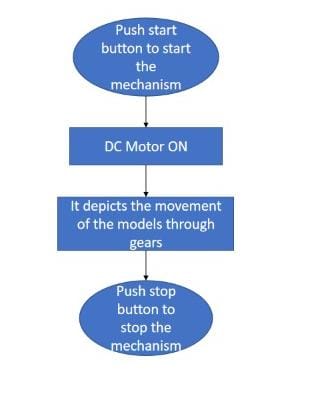 Push start
button to start
the
mechanism
DC Motor ON
It depicts the movement
of the models through
gears
Push stop
button to
stop the
mechanism